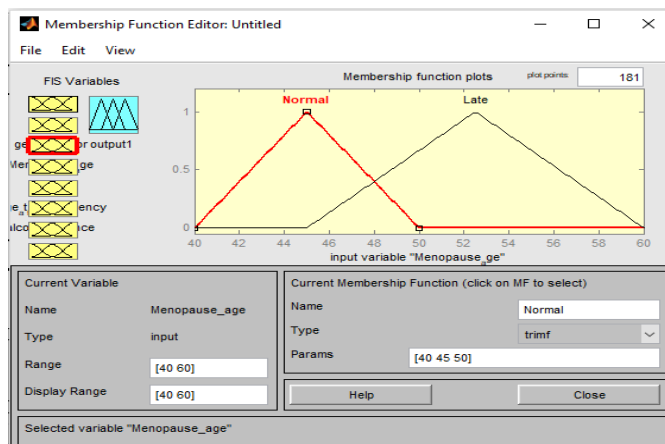 Membership Function Editor: Untitled
File Edit View
FIS Variables
Membership function plots
plot points
181
Normal
Late
output1
1
0.5
0
40 42 44 46 48 50 52 54 56 58 60
input variable "Menopause_age"
Current Variable
Name Menopause_age
Type input
Range [40 60]
Display Range [40 60]
Current Membership Function (click on MF to select)
Name Normal
Type trimf
Params [40 45 50]
Help Close
Selected variable "Menopause_age"